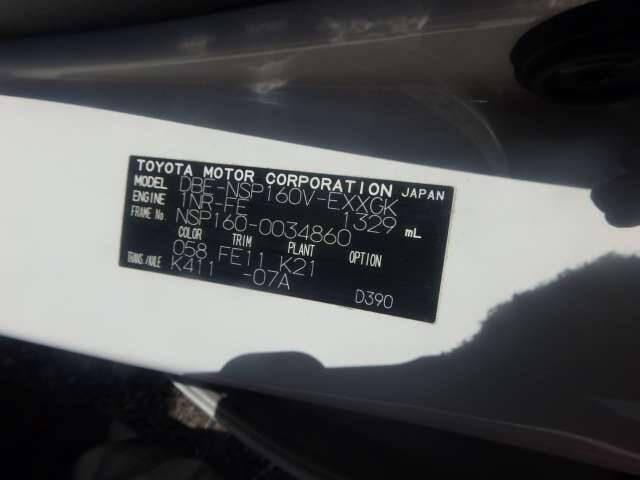 TOYOTA MOTOR CORPORATION JAPAN
MODEL DBE-NSP160V-EXXGK
ENGINE 1NR-FE 1329 mL
FRAME No. NSP160-0034860
COLOR TRIM PLANT OPTION
058 FE11 K21
TRANS./AXLE K411 -07A
D390